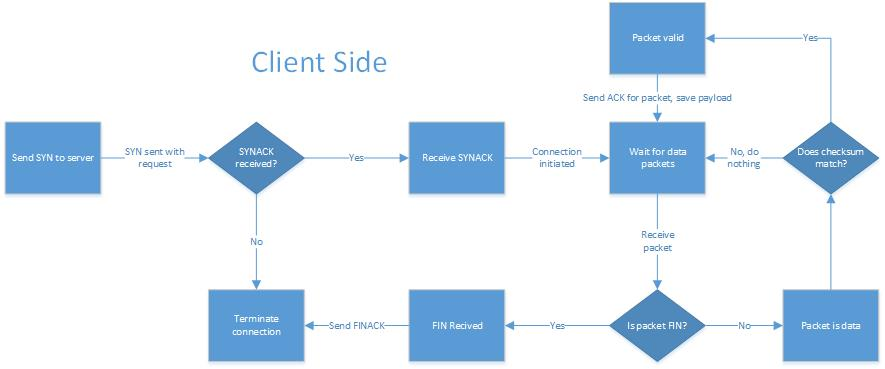 Client Side
Packet valid
Yes
Send ACK for packet, save payload
Send SYN to server
SYN sent with
request
SYNACK
received?
Yes
Receive SYNACK
Connection
initiated
Wait for data
packets
No, do
nothing
Does checksum
match?
No
Receive
packet
Terminate
connection
Send FINACK
FIN Recived
Yes
Is packet FIN?
No
Packet is data